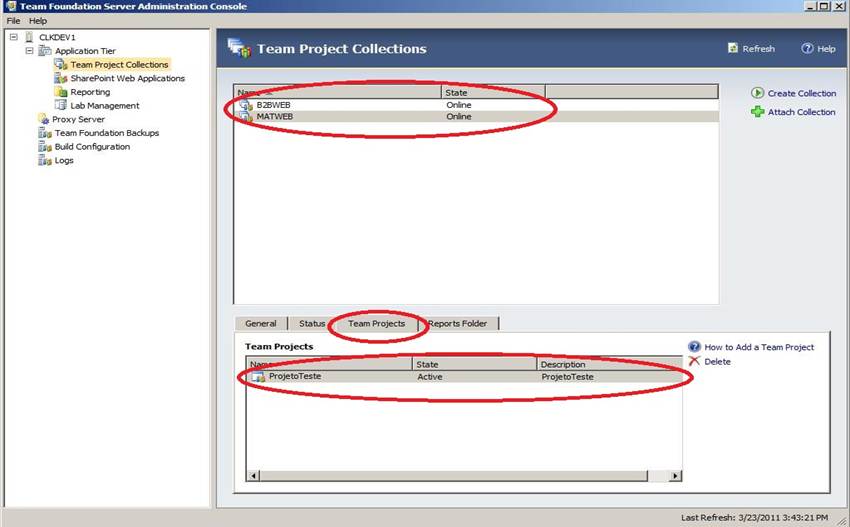 Team Foundation Server Administration Console
File Help
CLKDEV1
Application Tier
Team Project Collections
SharePoint Web Applications
Reporting
Lab Management
Proxy Server
Team Foundation Backups
Build Configuration
Logs
Team Project Collections
Refresh Help
Name State
B2BWEB Online
MATWEB Online
Create Collection
Attach Collection
General Status Team Projects Reports Folder
Team Projects
Name State Description
ProjetoTeste Active ProjetoTeste
How to Add a Team Project
Delete
Last Refresh: 3/23/2011 3:43:21 PM